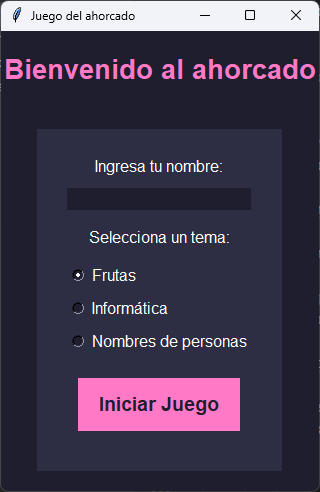 Juego del ahorcado
Bienvenido al ahorcado
Ingresa tu nombre:
Selecciona un tema:
Frutas
Informática
Nombres de personas
Iniciar Juego